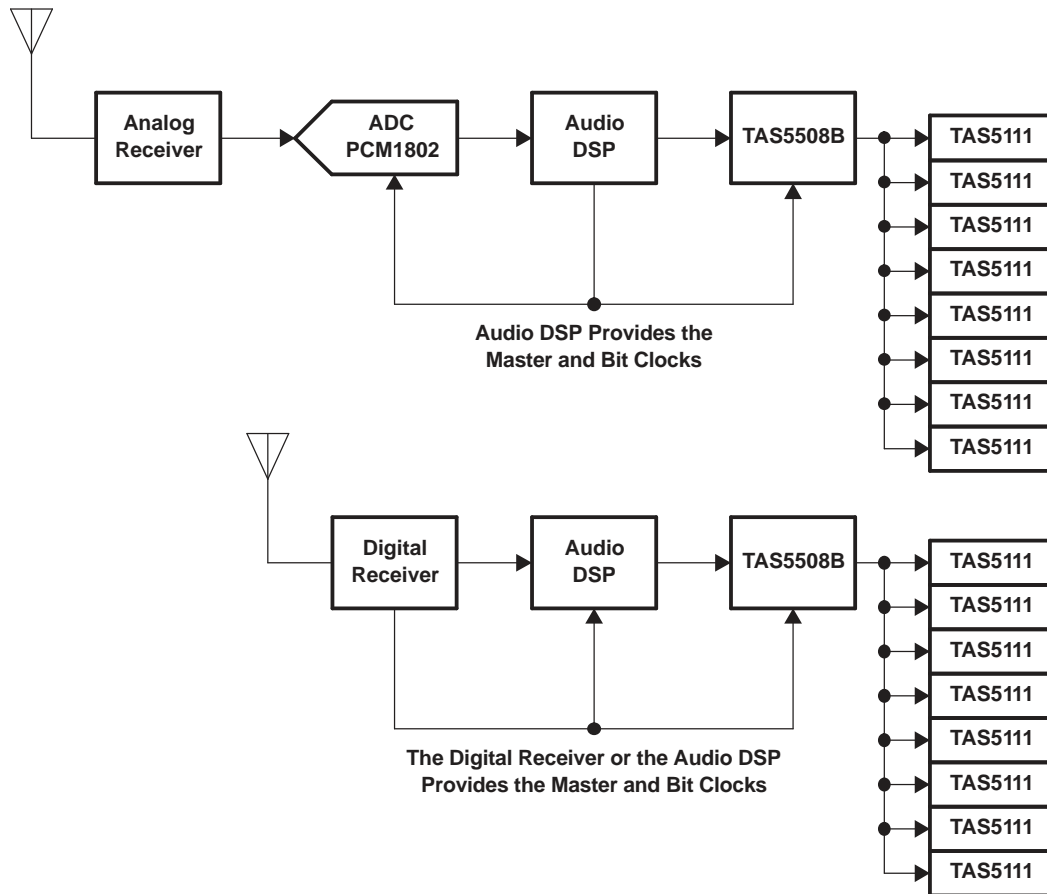 Analog
Receiver
ADC
PCM1802
Audio
DSP
TAS5508B
TAS5111
TAS5111
TAS5111
TAS5111
TAS5111
TAS5111
TAS5111
TAS5111
Audio DSP Provides the
Master and Bit Clocks
Digital
Receiver
Audio
DSP
TAS5508B
TAS5111
TAS5111
TAS5111
TAS5111
TAS5111
TAS5111
TAS5111
TAS5111
The Digital Receiver or the Audio DSP
Provides the Master and Bit Clocks